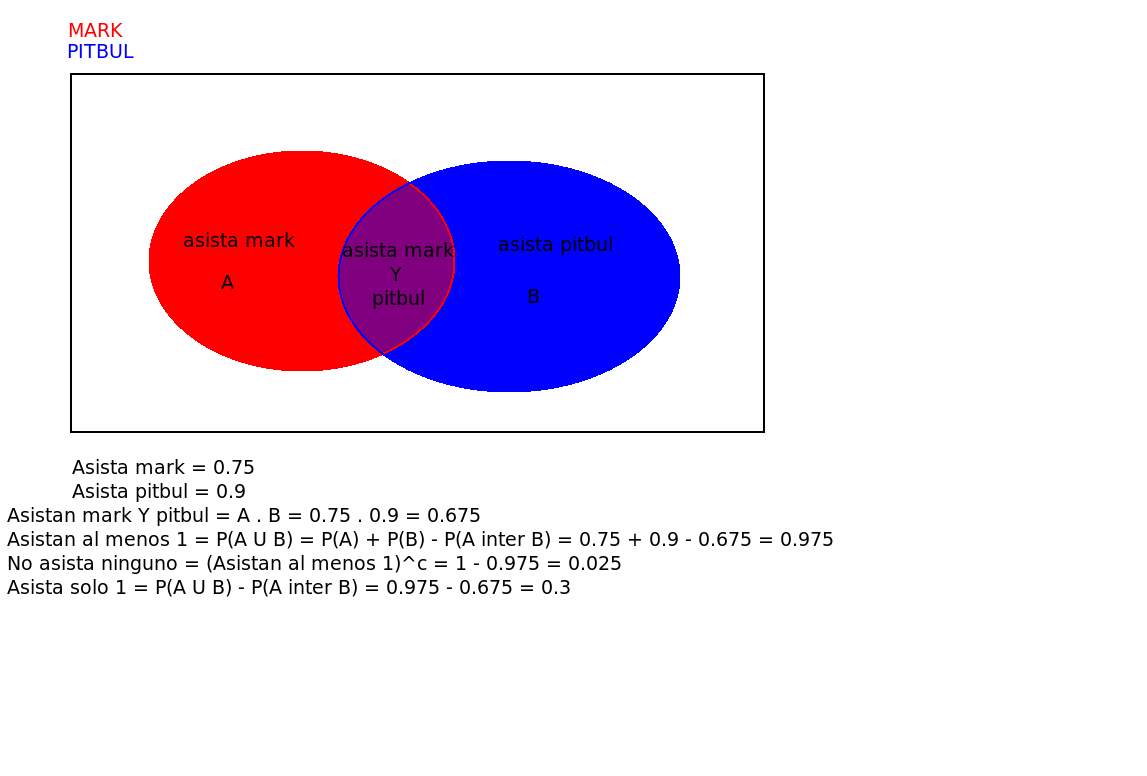 MARK
PITBUL
asista mark
A
asista mark
Y
pitbul
asista pitbul
B
Asista mark = 0.75
Asista pitbul = 0.9
Asistan mark Y pitbul = A . B = 0.75 . 0.9 = 0.675
Asistan al menos 1 = P(A U B) = P(A) + P(B) - P(A inter B) = 0.75 + 0.9 - 0.675 = 0.975
No asista ninguno = (Asistan al menos 1)^c = 1 - 0.975 = 0.025
Asista solo 1 = P(A U B) - P(A inter B) = 0.975 - 0.675 = 0.3